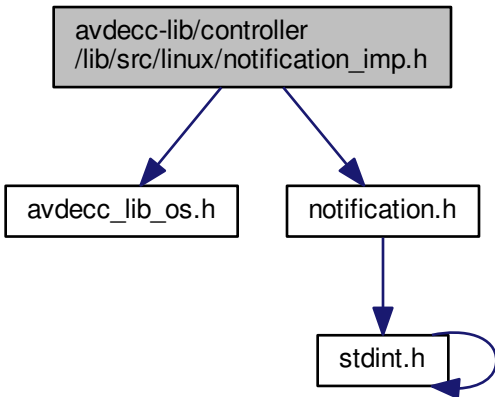 avdecc-lib/controller
/lib/src/linux/notification_imp.h
avdecc_lib_os.h
notification.h
stdint.h